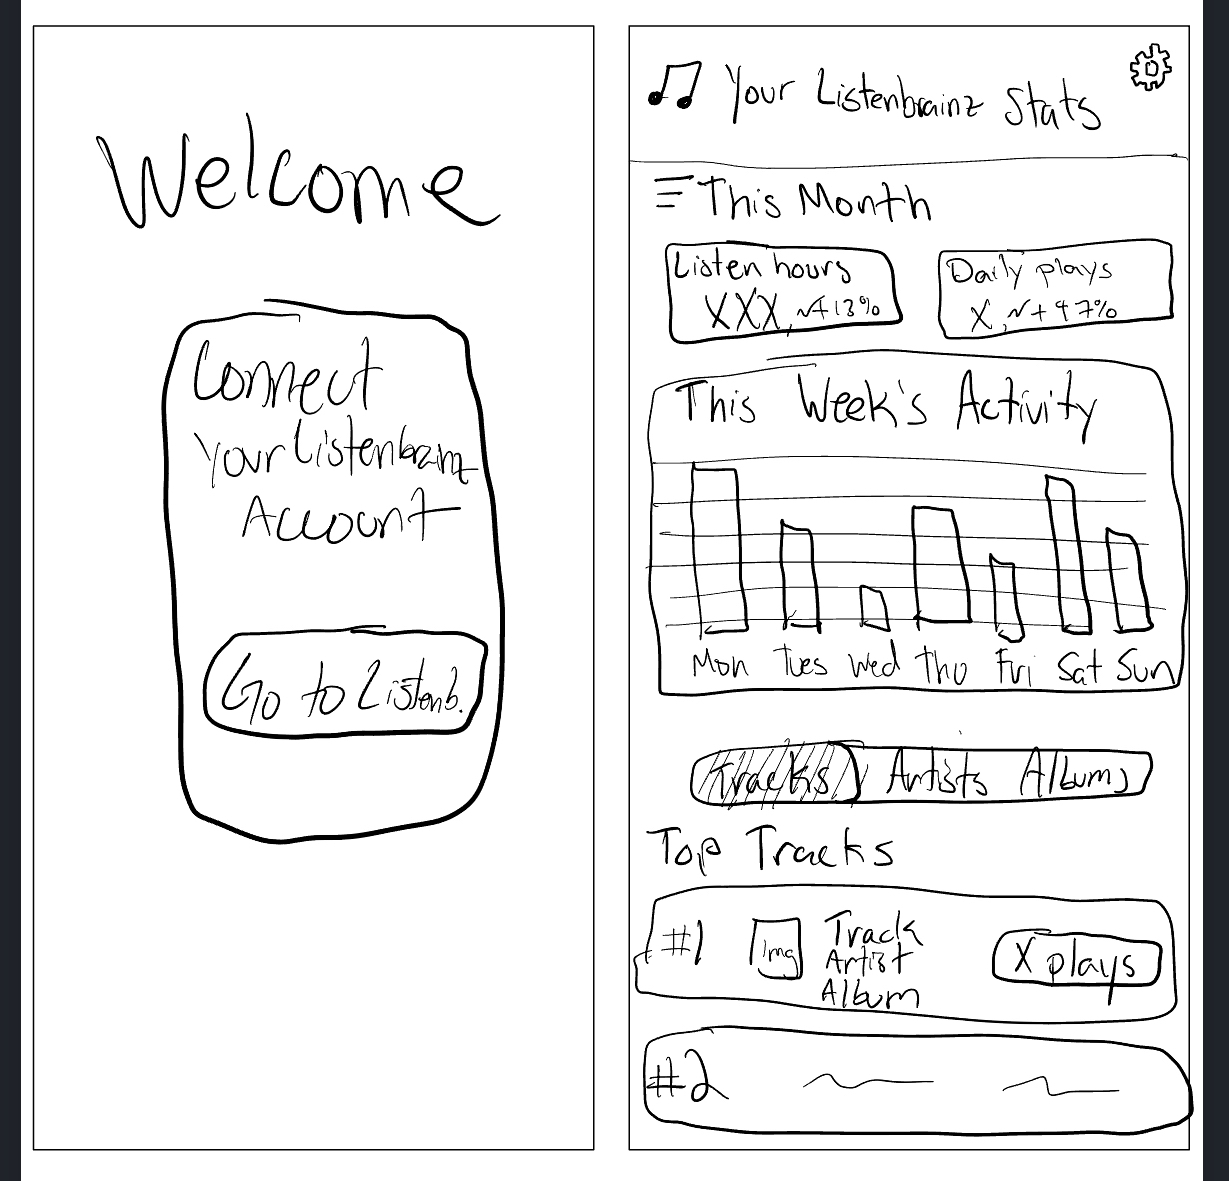 Welcome
Connect
Your Listenbrainz
Account
Go to Listenb.
Your Listenbrainz Stats
This Month
Listen hours
XXX, +13%
Daily plays
X, +47%
This Week's Activity
Mon Tues Wed Thu Fri Sat Sun
Tracks Artists Albums
Top Tracks
#1
Img
Track
Artist
Album
X plays
#2